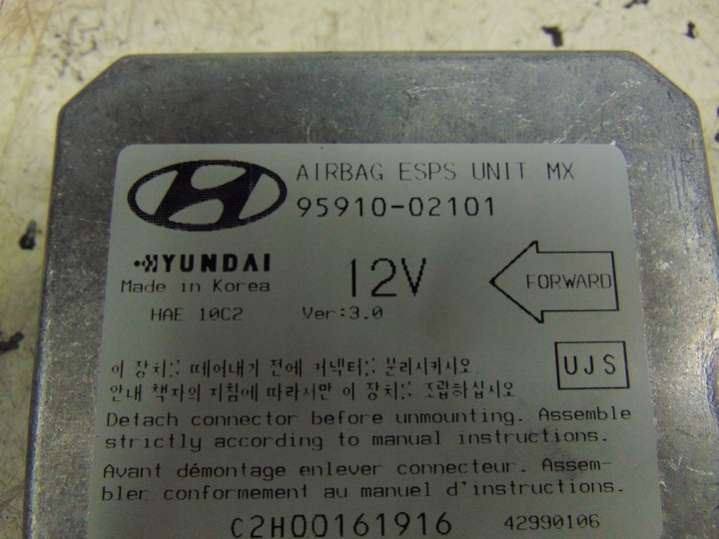 AIRBAG ESPS UNIT MX
95910-02101
HYUNDAI
Made in Korea
12V
FORWARD
HAE 10C2
Ver:3.0
이 장치는 떼어내기 전에 커넥터를 분리시키시오
UJS
안내 책자의 지침에 따라서만 이 장치를 조립하십시오
Detach connector before unmounting. Assemble
strictly according to manual instructions.
Avant démontage enlever connecteur. Assem-
bler conformement au manuel d'instructions.
C2H00161916
42990106